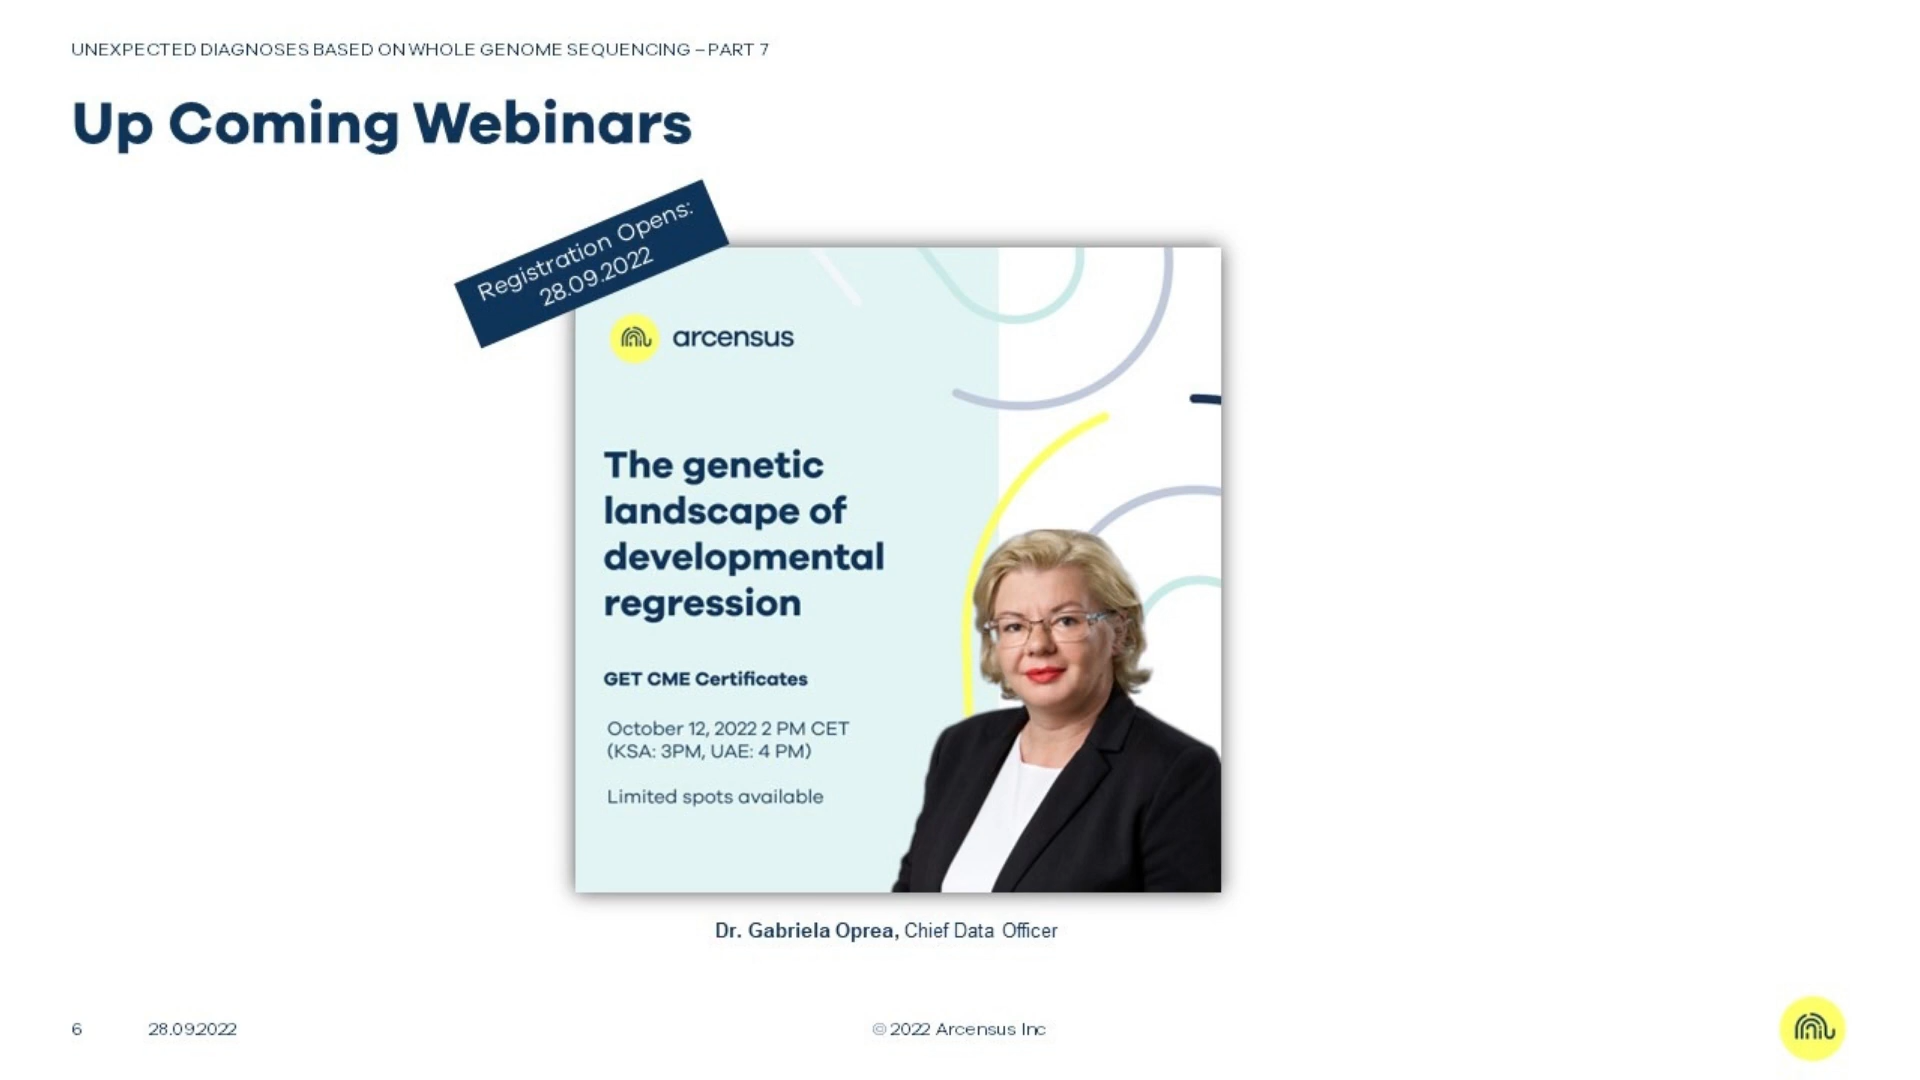 UNEXPECTED DIAGNOSES BASED ON WHOLE GENOME SEQUENCING – PART 7
Up Coming Webinars
Registration Opens:
28.09.2022
arcensus
The genetic
landscape of
developmental
regression
GET CME Certificates
October 12, 2022 2 PM CET
(KSA: 3PM, UAE: 4 PM)
Limited spots available
Dr. Gabriela Oprea, Chief Data Officer
6
28.09.2022
© 2022 Arcensus Inc